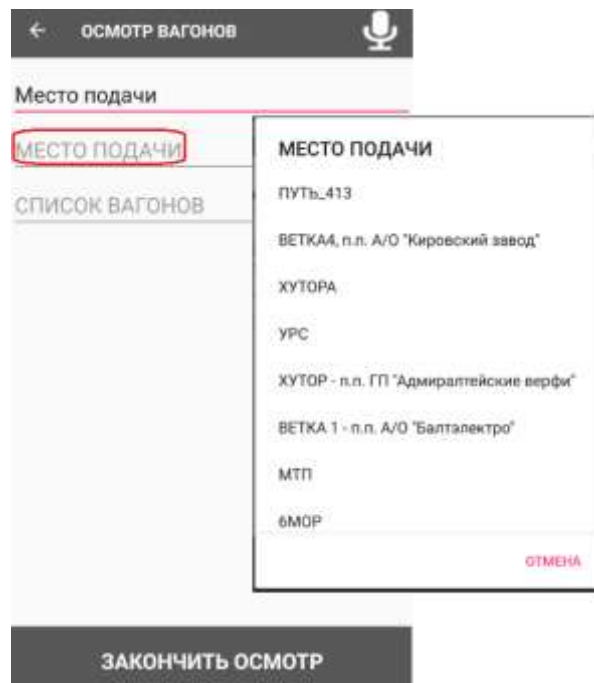 ОСМОТР ВАГОНОВ
Место подачи
МЕСТО ПОДАЧИ
СПИСОК ВАГОНОВ
МЕСТО ПОДАЧИ
ПУТЬ_413
ВЕТКА4, п.п. А/О "Кировский завод"
ХУТОРА
УРС
ХУТОР - п.п. ГП "Адмиралтейские верфи"
ВЕТКА 1 - п.п. А/О "Балтэлектро"
МТП
6МОР
ОТМЕНА
ЗАКОНЧИТЬ ОСМОТР